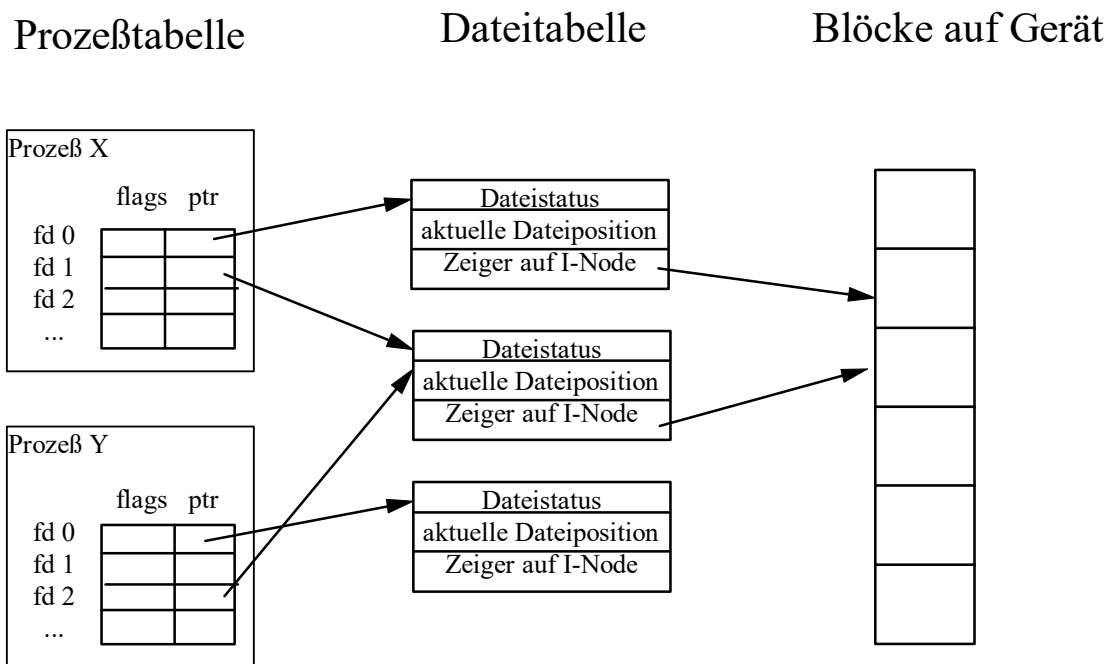 Prozeßtabelle
Dateitabelle
Blöcke auf Gerät
Prozeß X
flags ptr
fd 0
fd 1
fd 2
...
Prozeß Y
flags ptr
fd 0
fd 1
fd 2
...
Dateistatus
aktuelle Dateiposition
Zeiger auf I-Node
Dateistatus
aktuelle Dateiposition
Zeiger auf I-Node
Dateistatus
aktuelle Dateiposition
Zeiger auf I-Node